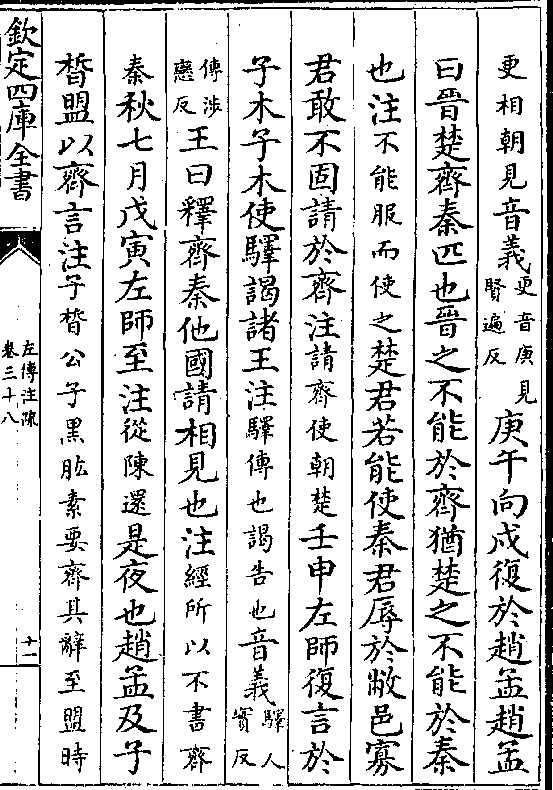 更相朝見音義更音庚見賢遍反庚午向戌復於趙孟趙孟
曰晉楚齊秦匹也晉之不能於齊猶楚之不能於秦
也注不能服而使之楚君若能使秦君辱於敝邑寡
君敢不固請於齊注請齊使朝楚壬申左師復言於
子木子木使驛謁諸王注驛傳也謁告也音義驛人實反
傳涉戀反王曰釋齊秦他國請相見也注經所以不書齊
秦秋七月戊寅左師至注從陳還是夜也趙孟及子
晳盟以齊言注子晳公子黑肱素要齊其辭至盟時
欽定四庫全書
左傳注疏
卷三十八
十一